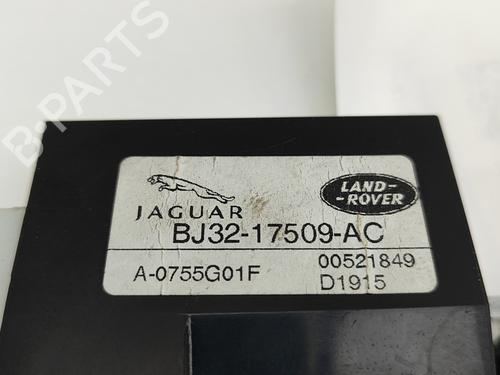 B-PARTS
JAGUAR
LAND-
ROVER
BJ32-17509-AC
A-0755G01F
00521849
D1915